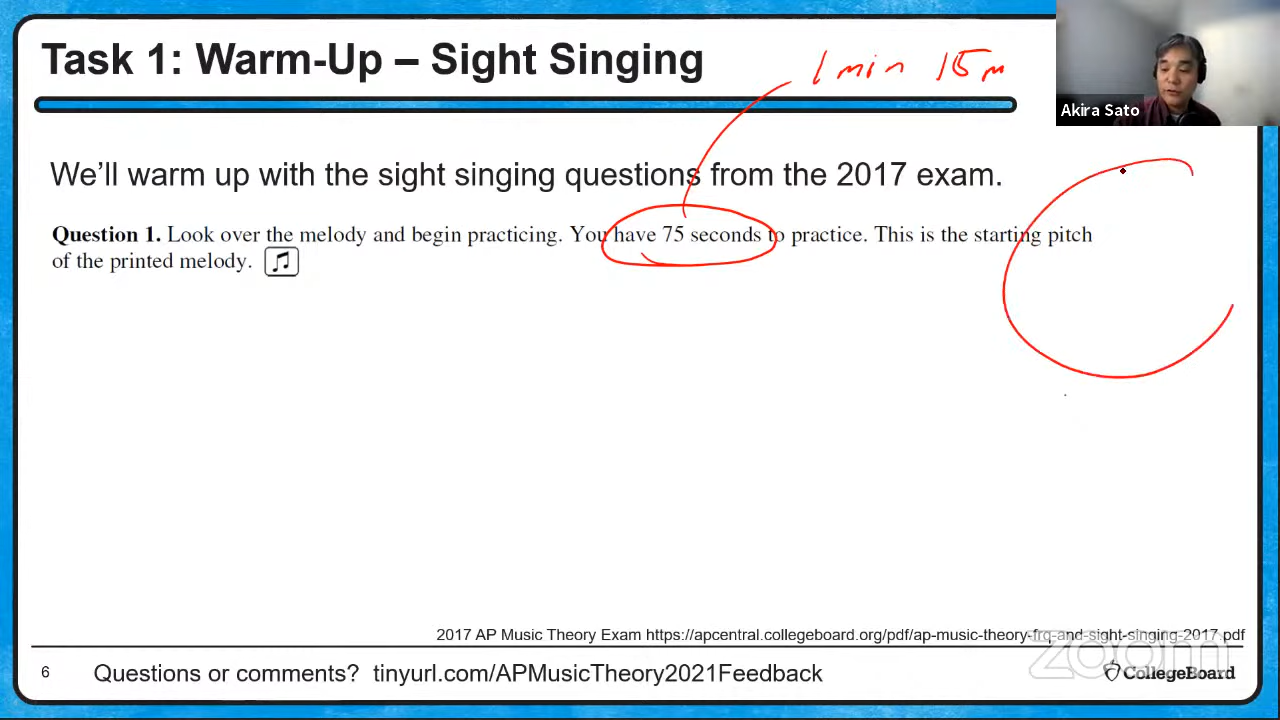 Task 1: Warm-Up – Sight Singing
1 min 15 m
Akira Sato
We’ll warm up with the sight singing questions from the 2017 exam.
Question 1. Look over the melody and begin practicing. You have 75 seconds to practice. This is the starting pitch
of the printed melody.
2017 AP Music Theory Exam https://apcentral.collegeboard.org/pdf/ap-music-theory-frq-and-sight-singing-2017.pdf
zoom
6 Questions or comments? tinyurl.com/APMusicTheory2021Feedback CollegeBoard